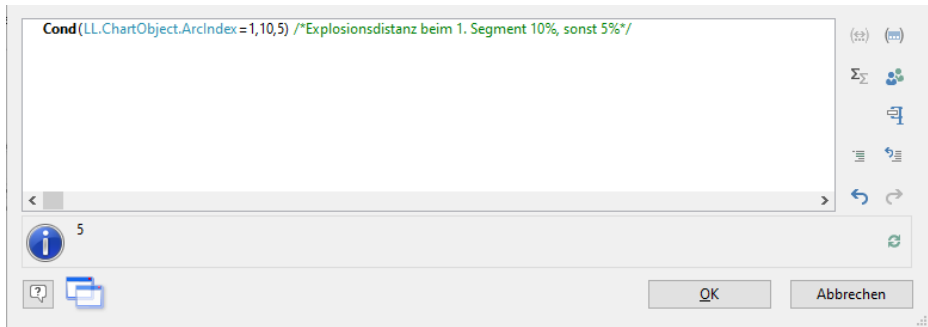 Cond(LL.ChartObject.ArcIndex=1,10,5) /*Explosionsdistanz beim 1. Segment 10%, sonst 5%*/
5
OK
Abbrechen